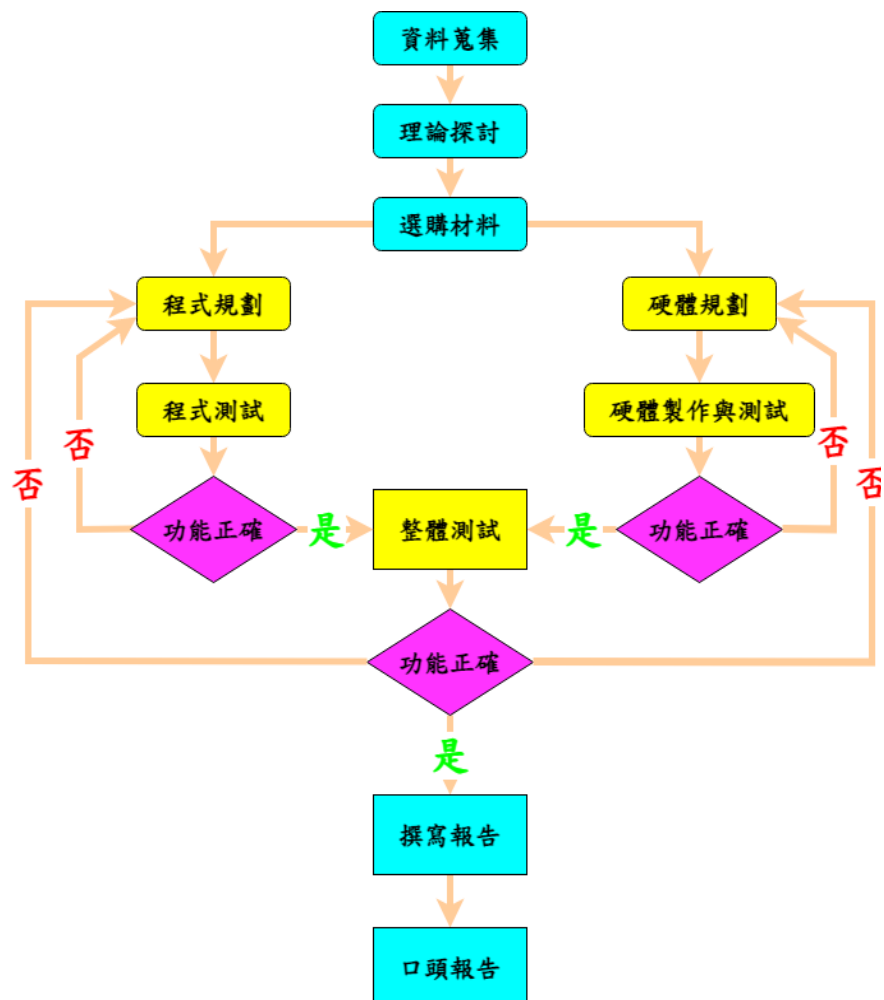 資料蒐集
理論探討
選購材料
程式規劃
硬體規劃
程式測試
硬體製作與測試
否
否
否
否
功能正確
是
整體測試
是
功能正確
功能正確
是
撰寫報告
口頭報告